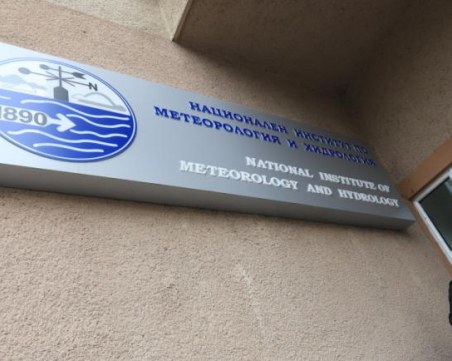 N
1890
НАЦИОНАЛЕН ИНСТИТУТ ПО
МЕТЕОРОЛОГИЯ И ХИДРОЛОГИЯ
NATIONAL INSTITUTE OF
METEOROLOGY AND HYDROLOGY